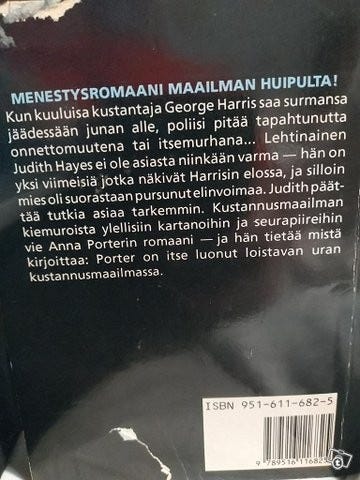 MENESTYSROMAANI MAAILMAN HUIPULTA!
Kun kuuluisa kustantaja George Harris saa surmansa
jäädessään junan alle, poliisi pitää tapahtunutta
onnettomuutena tai itsemurhana... Lehtinainen
Judith Hayes ei ole asiasta niinkään varma — hän on
yksi viimeisiä jotka näkivät Harrisin elossa, ja silloin
mies oli suorastaan pursunut elinvoimaa. Judith päät-
tää tutkia asiaa tarkemmin. Kustannusmaailman
kiemuroista ylellisiin kartanoihin ja seurapiireihin
vie Anna Porterin romaani — ja hän tietää mistä
kirjoittaa: Porter on itse luonut loistavan uran
kustannusmaailmassa.
ISBN 951-611-682-5
9 789516 11682